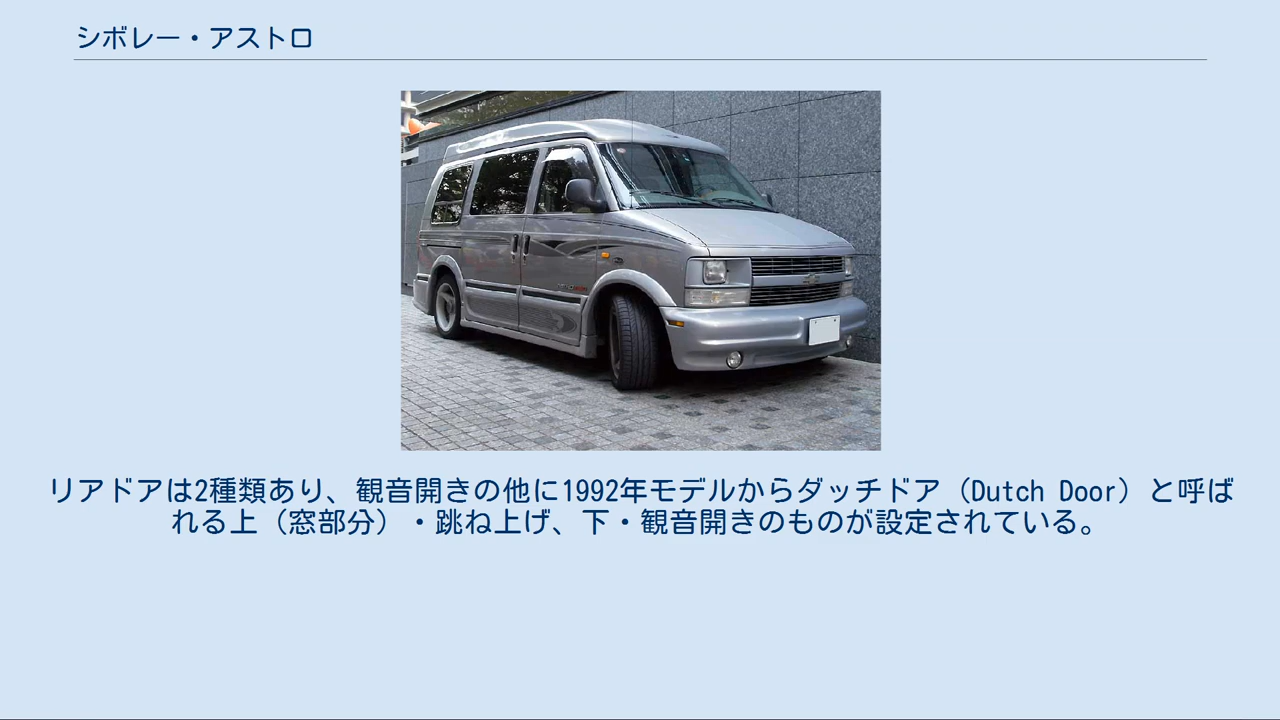 シボレー・アストロ
リアドアは2種類あり、観音開きの他に1992年モデルからダッチドア（Dutch Door）と呼ば
れる上（窓部分）・跳ね上げ、下・観音開きのものが設定されている。